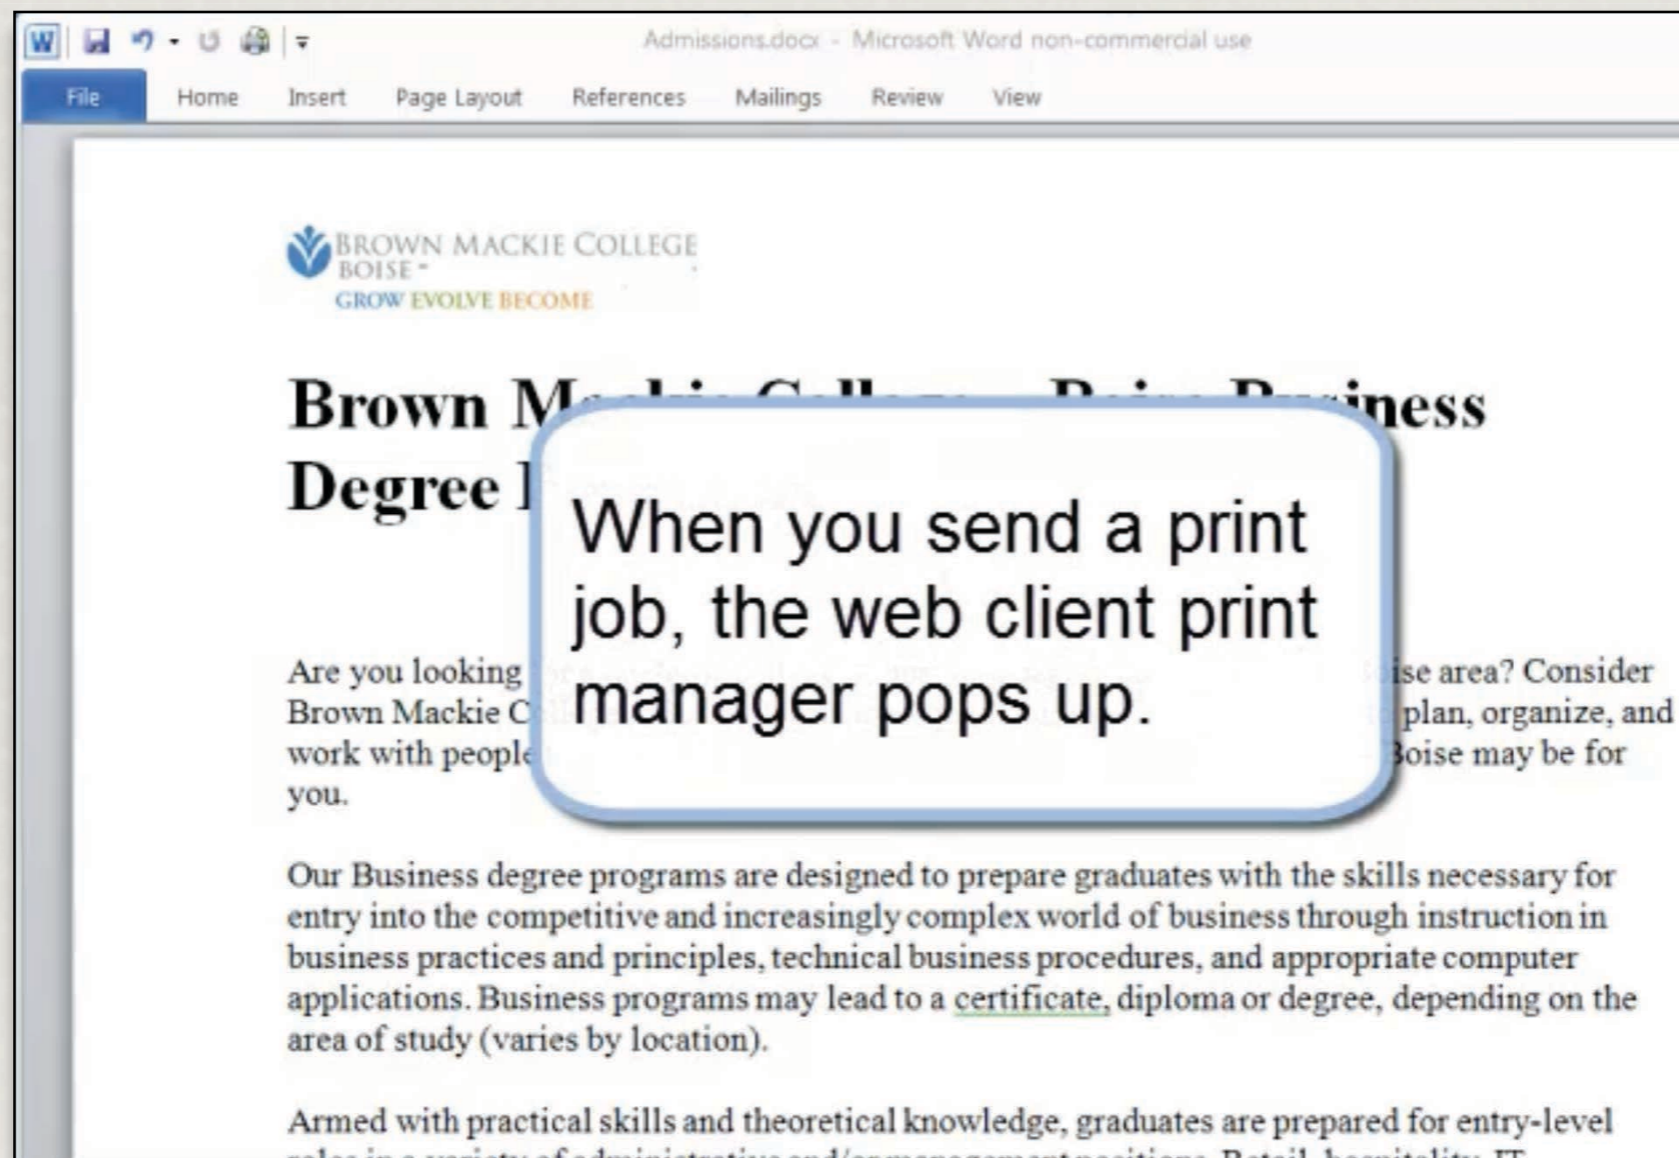 Admissions.docx - Microsoft Word non-commercial use
File Home Insert Page Layout References Mailings Review View
BROWN MACKIE COLLEGE
BOISE
GROW EVOLVE BECOME
Brown Mackie College Boise Business
Degree
When you send a print
job, the web client print
manager pops up.
Are you looking ise area? Consider
Brown Mackie C plan, organize, and
work with people Boise may be for
you.
Our Business degree programs are designed to prepare graduates with the skills necessary for
entry into the competitive and increasingly complex world of business through instruction in
business practices and principles, technical business procedures, and appropriate computer
applications. Business programs may lead to a certificate, diploma or degree, depending on the
area of study (varies by location).
Armed with practical skills and theoretical knowledge, graduates are prepared for entry-level